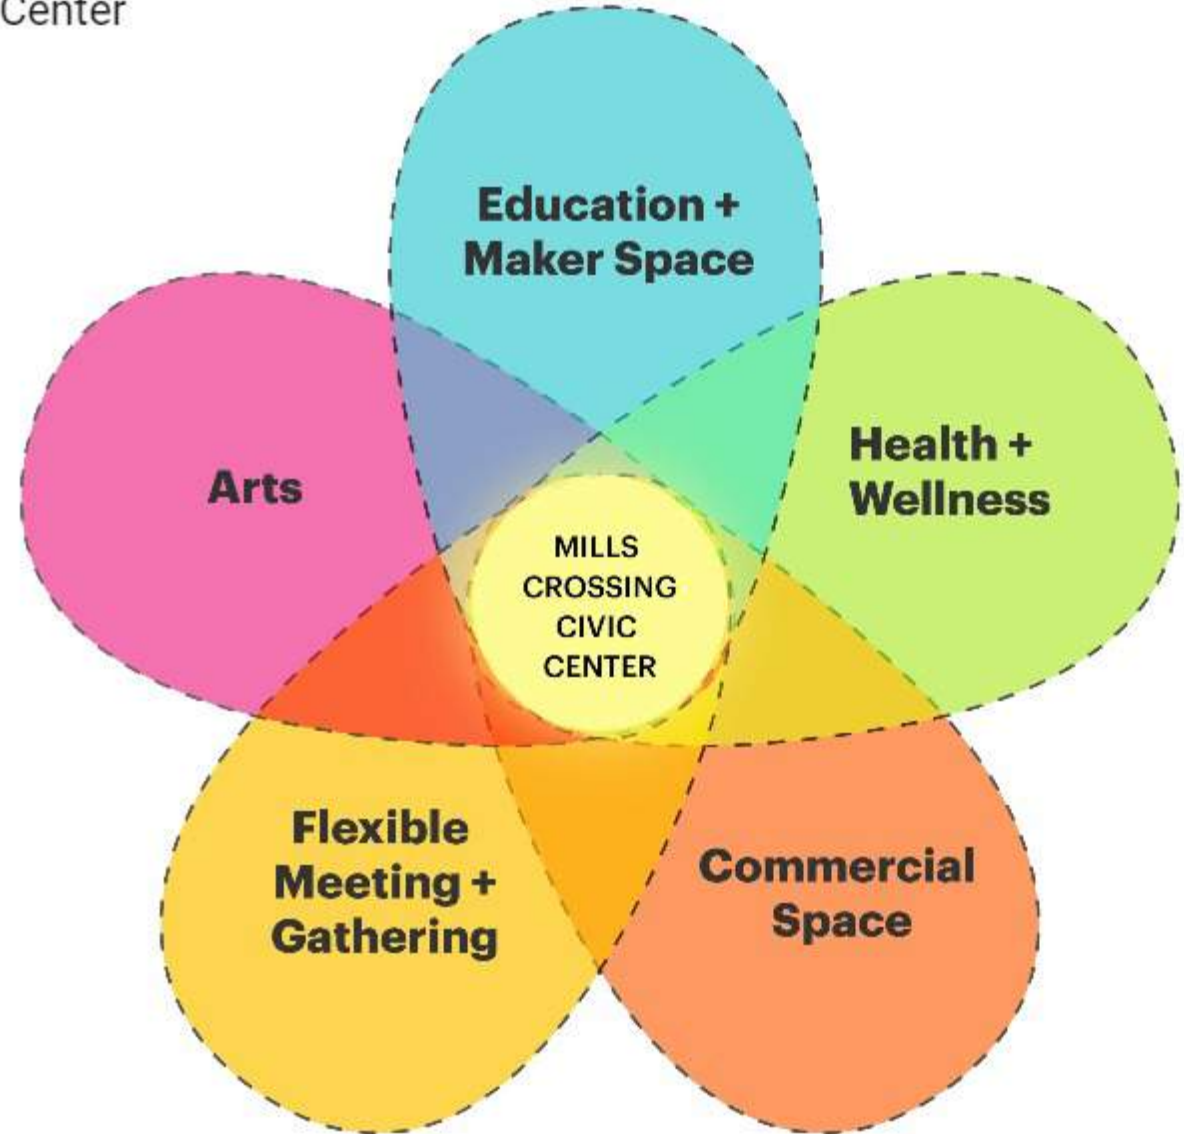 Center
Education +
Maker Space
Health +
Wellness
Arts
MILLS
CROSSING
CIVIC
CENTER
Flexible
Meeting +
Gathering
Commercial
Space